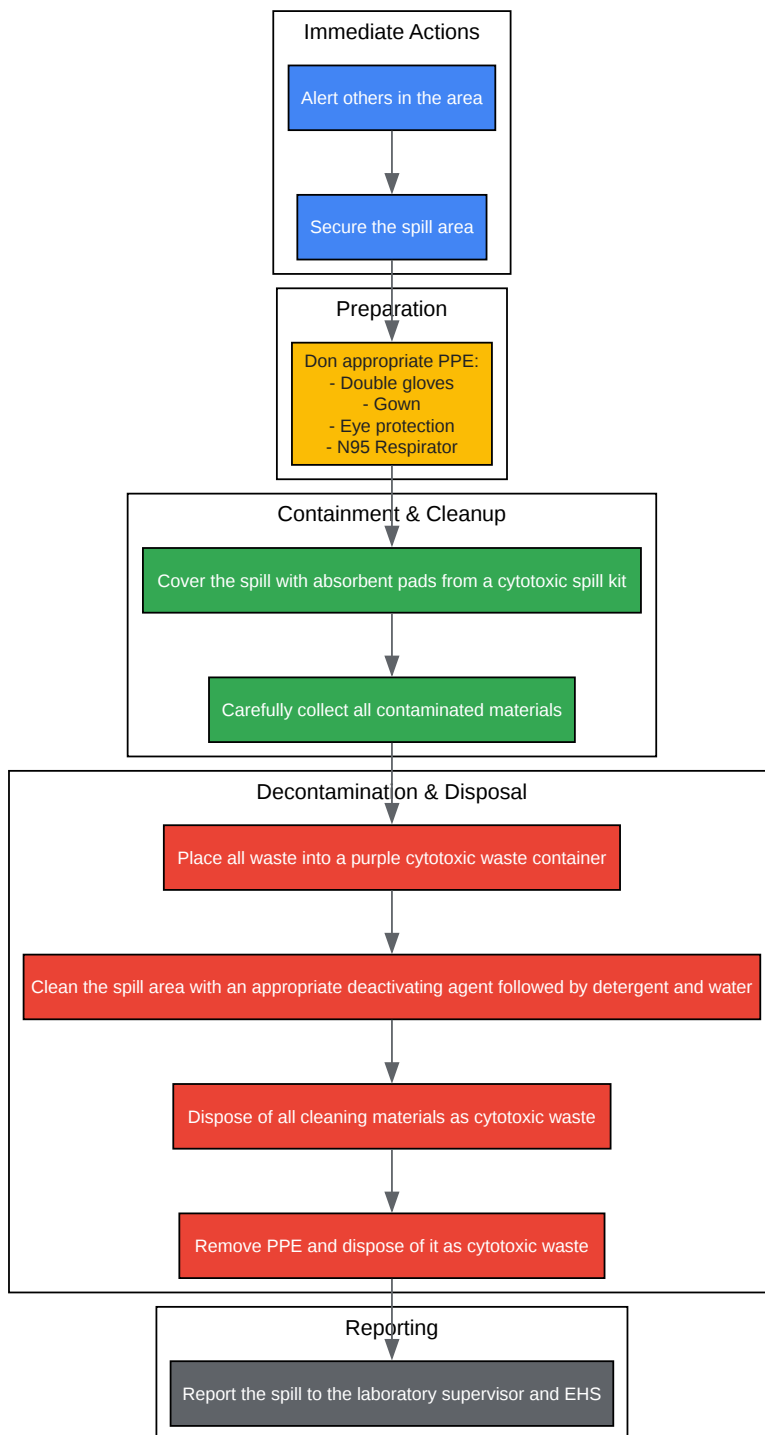 Immediate Actions
Alert others in the area
Secure the spill area
Preparation
Don appropriate PPE:
- Double gloves
- Gown
- Eye protection
- N95 Respirator
Containment & Cleanup
Cover the spill with absorbent pads from a cytotoxic spill kit
Carefully collect all contaminated materials
Decontamination & Disposal
Place all waste into a purple cytotoxic waste container
Clean the spill area with an appropriate deactivating agent followed by detergent and water
Dispose of all cleaning materials as cytotoxic waste
Remove PPE and dispose of it as cytotoxic waste
Reporting
Report the spill to the laboratory supervisor and EHS